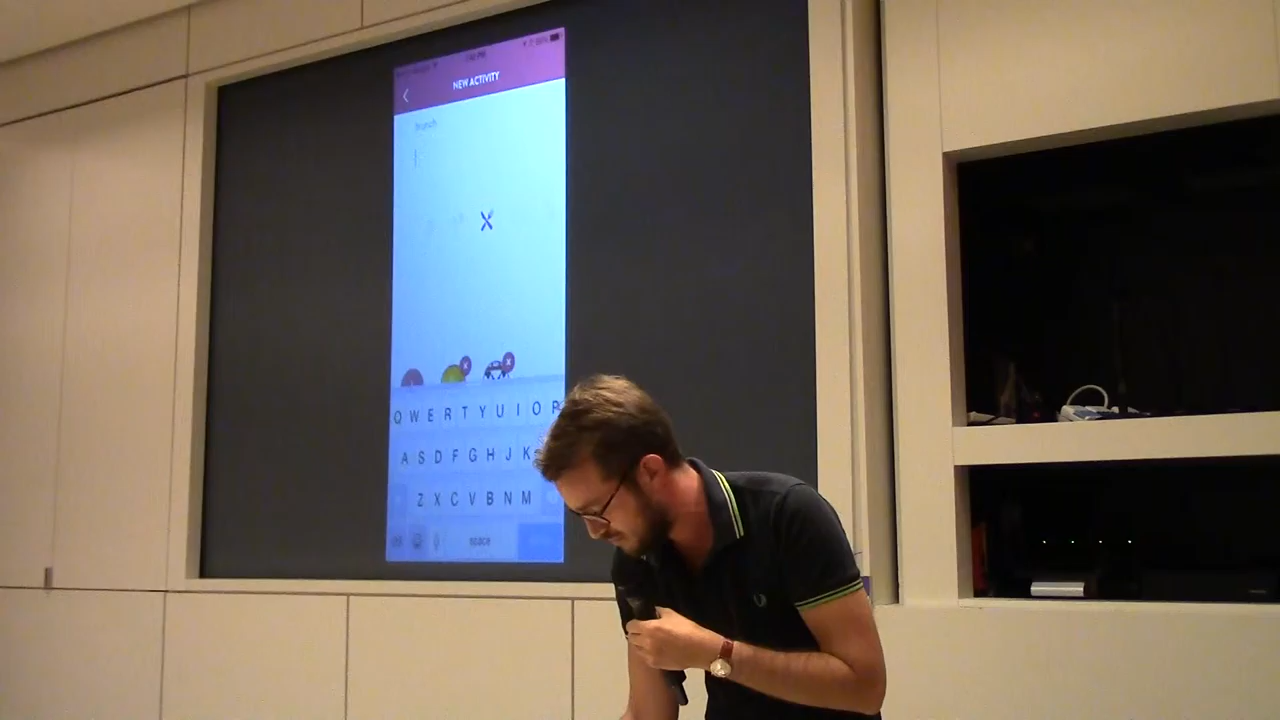 NEW ACTIVITY
brunch
Q W E R T Y U I O P
A S D F G H J K
Z X C V B N M
space